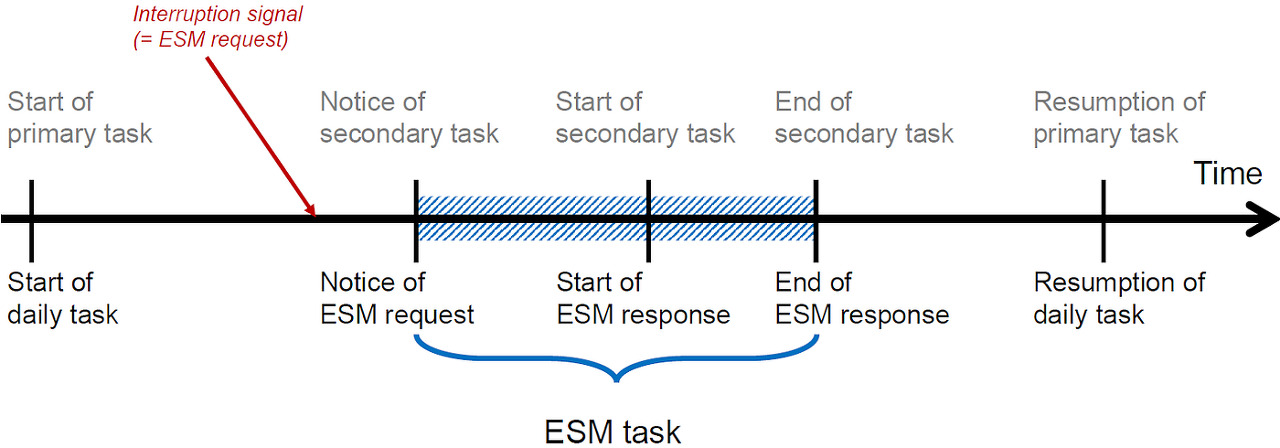 Interruption signal
(= ESM request)
Start of
primary task
Notice of
secondary task
Start of
secondary task
End of
secondary task
Resumption of
primary task
Time
Start of
daily task
Notice of
ESM request
Start of
ESM response
End of
ESM response
Resumption of
daily task
ESM task